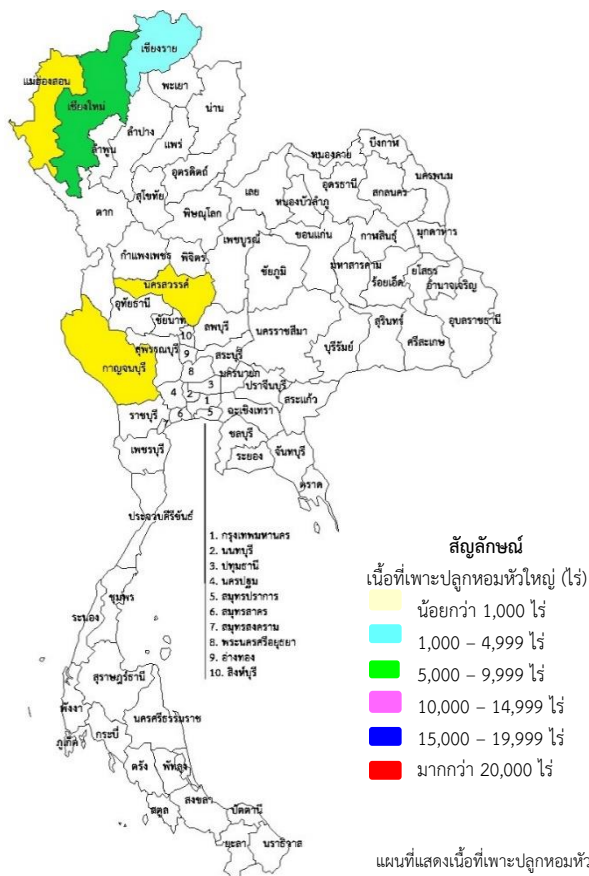 เชียงราย
แม่ฮ่องสอน
พะเยา
เชียงใหม่
น่าน
ลำปาง
ลำพูน
แพร่
อุตรดิตถ์
สุโขทัย
ตาก
พิษณุโลก
เลย
หนองคาย
บึงกาฬ
อุดรธานี
นครพนม
สกลนคร
หนองบัวลำภู
ขอนแก่น
กาฬสินธุ์
มุกดาหาร
เพชรบูรณ์
กำแพงเพชร
พิจิตร
ชัยภูมิ
มหาสารคาม
ร้อยเอ็ด
ยโสธร
อำนาจเจริญ
นครสวรรค์
อุทัยธานี
ชัยนาท
ลพบุรี
นครราชสีมา
บุรีรัมย์
สุรินทร์
ศรีสะเกษ
อุบลราชธานี
10
สุพรรณบุรี
9
สระบุรี
กาญจนบุรี
8
นครนายก
3
ปราจีนบุรี
4
2
1
สระแก้ว
ราชบุรี
6
5
7
ฉะเชิงเทรา
ชลบุรี
เพชรบุรี
ระยอง
จันทบุรี
ตราด
ประจวบคีรีขันธ์
1. กรุงเทพมหานคร
2. นนทบุรี
3. ปทุมธานี
4. นครปฐม
5. สมุทรปราการ
6. สมุทรสาคร
7. สมุทรสงคราม
8. พระนครศรีอยุธยา
9. อ่างทอง
10. สิงห์บุรี
ชุมพร
ระนอง
สุราษฎร์ธานี
พังงา
นครศรีธรรมราช
ภูเก็ต
กระบี่
ตรัง
พัทลุง
สตูล
สงขลา
ปัตตานี
ยะลา
นราธิวาส
สัญลักษณ์
เนื้อที่เพาะปลูกหอมหัวใหญ่ (ไร่)
น้อยกว่า 1,000 ไร่
1,000 – 4,999 ไร่
5,000 – 9,999 ไร่
10,000 – 14,999 ไร่
15,000 – 19,999 ไร่
มากกว่า 20,000 ไร่
แผนที่แสดงเนื้อที่เพาะปลูกหอมหัว